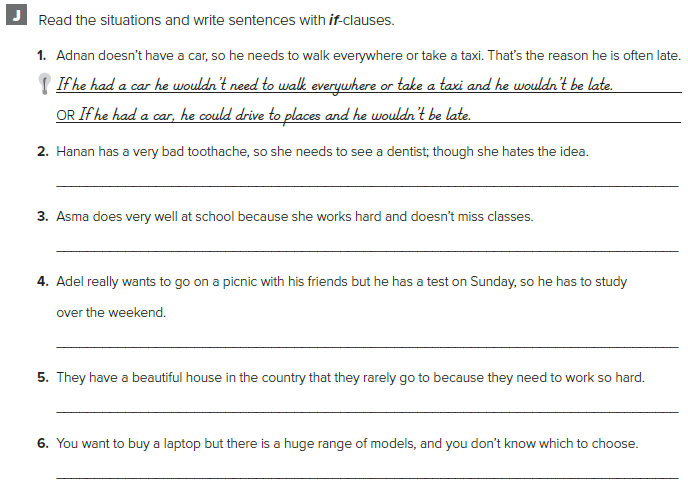 J Read the situations and write sentences with if-clauses.
1. Adnan doesn't have a car, so he needs to walk everywhere or take a taxi. That's the reason he is often late.
If he had a car he wouldn't need to walk everywhere or take a taxi and he wouldn't be late.
OR If he had a car, he could drive to places and he wouldn't be late.
2. Hanan has a very bad toothache, so she needs to see a dentist; though she hates the idea.
3. Asma does very well at school because she works hard and doesn't miss classes.
4. Adel really wants to go on a picnic with his friends but he has a test on Sunday, so he has to study
over the weekend.
5. They have a beautiful house in the country that they rarely go to because they need to work so hard.
6. You want to buy a laptop but there is a huge range of models, and you don't know which to choose.